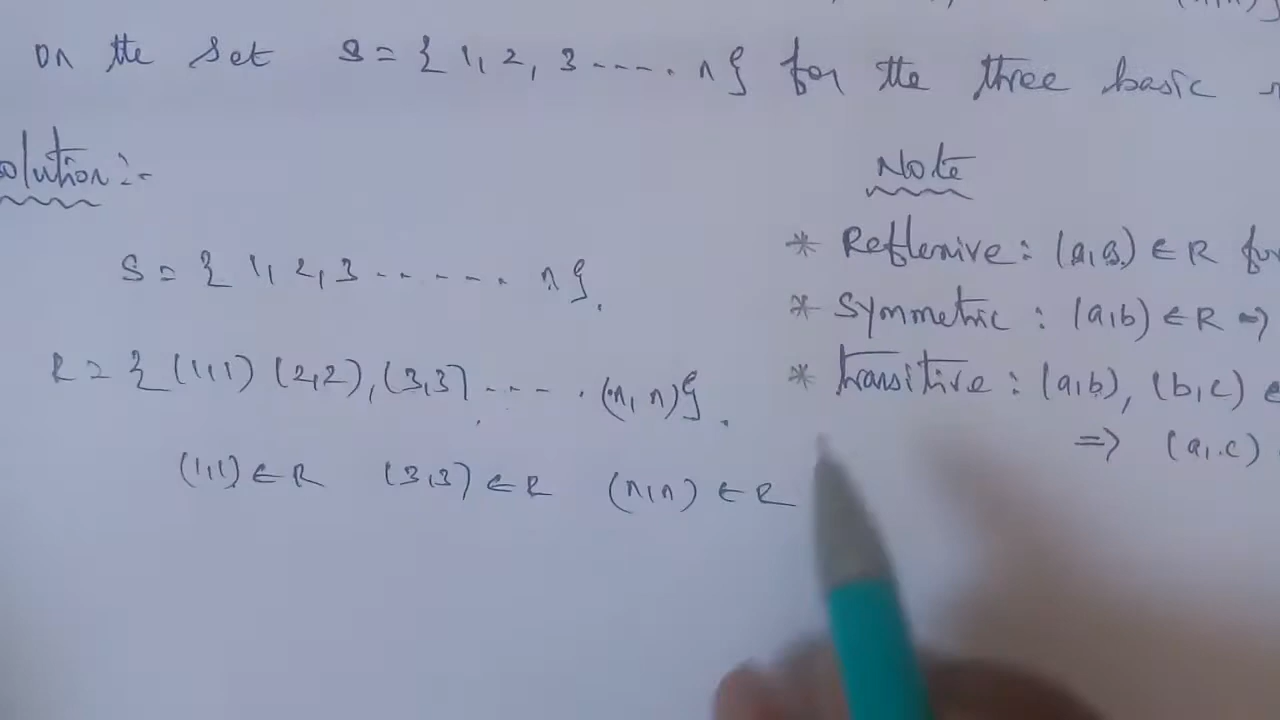 on the set S = { 1, 2, 3 ----. n } for the three basic
olution :-
Note
S = { 1, 2, 3 ------. n }.
* Reflexive : (a,a) ∈ R for
* Symmetric : (a,b) ∈ R =>
R = { (1,1) (2,2), (3,3) ----. (n, n) }.
* transitive : (a,b), (b,c)
=> (a,c)
(1,1) ∈ R (3,3) ∈ R (n,n) ∈ R